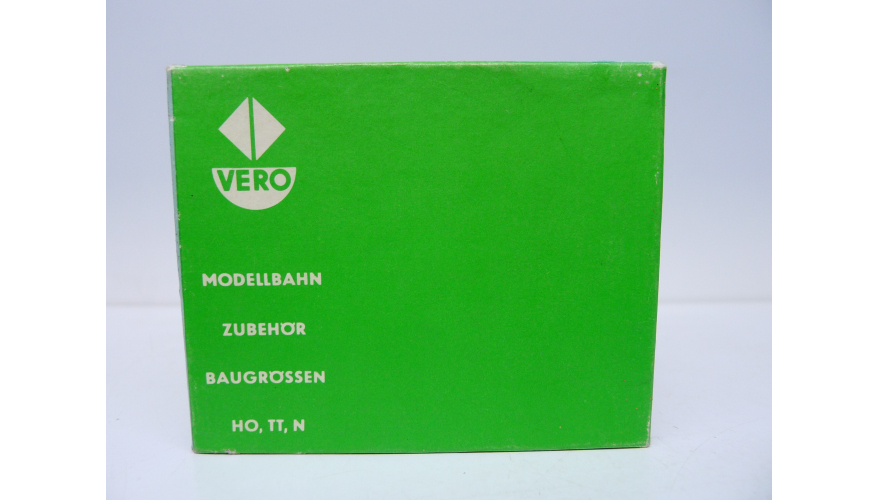 VERO
MODELLBAHN
ZUBEHÖR
BAUGRÖSSEN
HO, TT, N